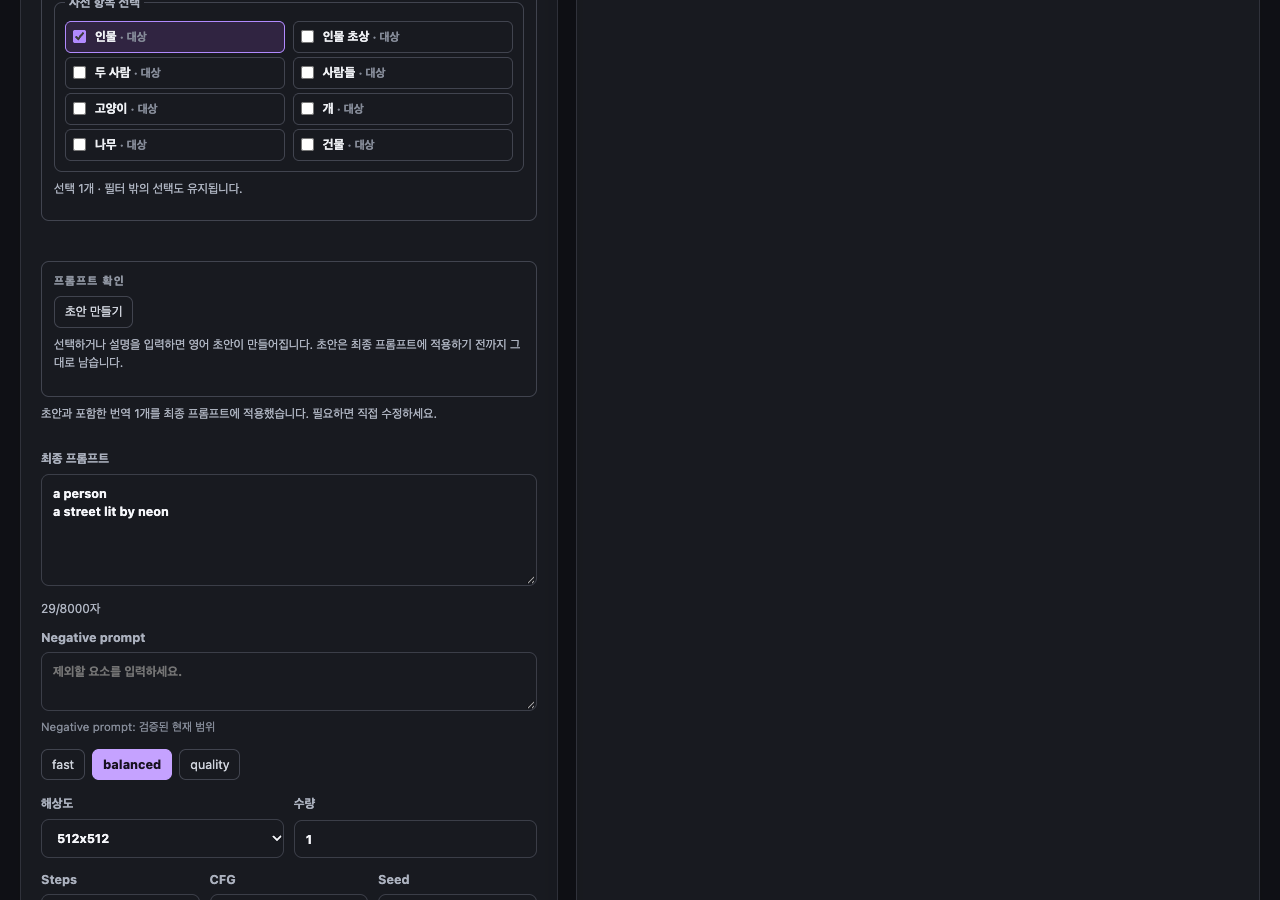 사전 항목 선택
인물 · 대상
인물 초상 · 대상
두 사람 · 대상
사람들 · 대상
고양이 · 대상
개 · 대상
나무 · 대상
건물 · 대상
선택 1개 · 필터 밖의 선택도 유지됩니다.
프롬프트 확인
초안 만들기
선택하거나 설명을 입력하면 영어 초안이 만들어집니다. 초안은 최종 프롬프트에 적용하기 전까지 그
대로 남습니다.
초안과 포함한 번역 1개를 최종 프롬프트에 적용했습니다. 필요하면 직접 수정하세요.
최종 프롬프트
a person
a street lit by neon
29/8000자
Negative prompt
제외할 요소를 입력하세요.
Negative prompt: 검증된 현재 범위
fast
balanced
quality
해상도
수량
512x512
1
Steps
CFG
Seed